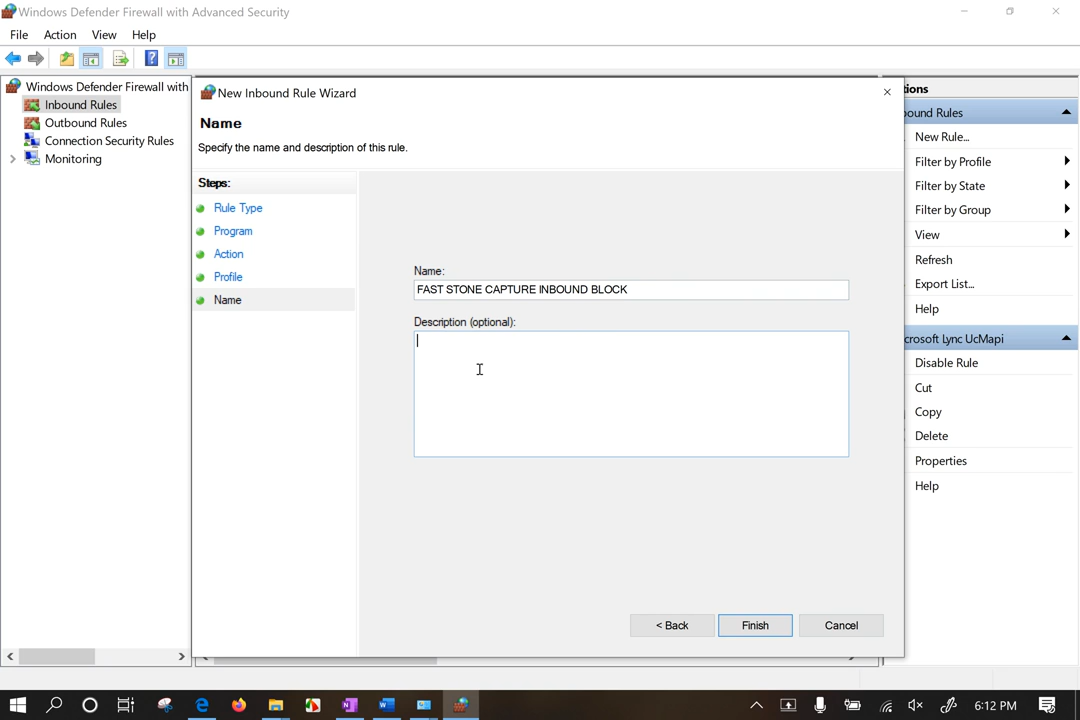 Windows Defender Firewall with Advanced Security
File Action View Help
Windows Defender Firewall with
Inbound Rules
Outbound Rules
Connection Security Rules
Monitoring
New Inbound Rule Wizard
Name
Specify the name and description of this rule.
Steps:
Rule Type
Program
Action
Profile
Name
Name:
FAST STONE CAPTURE INBOUND BLOCK
Description (optional):
< Back
Finish
Cancel
tions
ound Rules
New Rule...
Filter by Profile
Filter by State
Filter by Group
View
Refresh
Export List...
Help
crosoft Lync UcMapi
Disable Rule
Cut
Copy
Delete
Properties
Help
6:12 PM